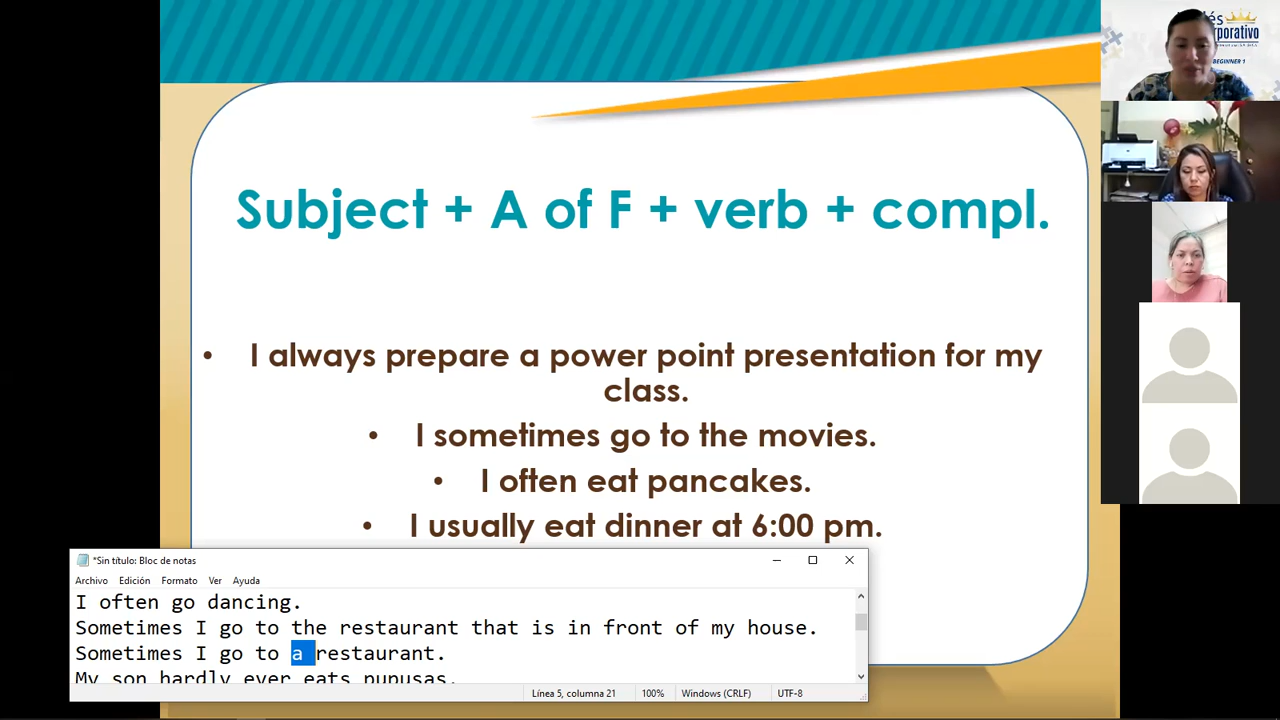 Subject + A of F + verb + compl.
• I always prepare a power point presentation for my
class.
• I sometimes go to the movies.
• I often eat pancakes.
• I usually eat dinner at 6:00 pm.
*Sin título: Bloc de notas
Archivo Edición Formato Ver Ayuda
I often go dancing.
Sometimes I go to the restaurant that is in front of my house.
Sometimes I go to a restaurant.
My son hardly ever eats pupusas.
Línea 5, columna 21 100% Windows (CRLF) UTF-8
BEGINNER 1